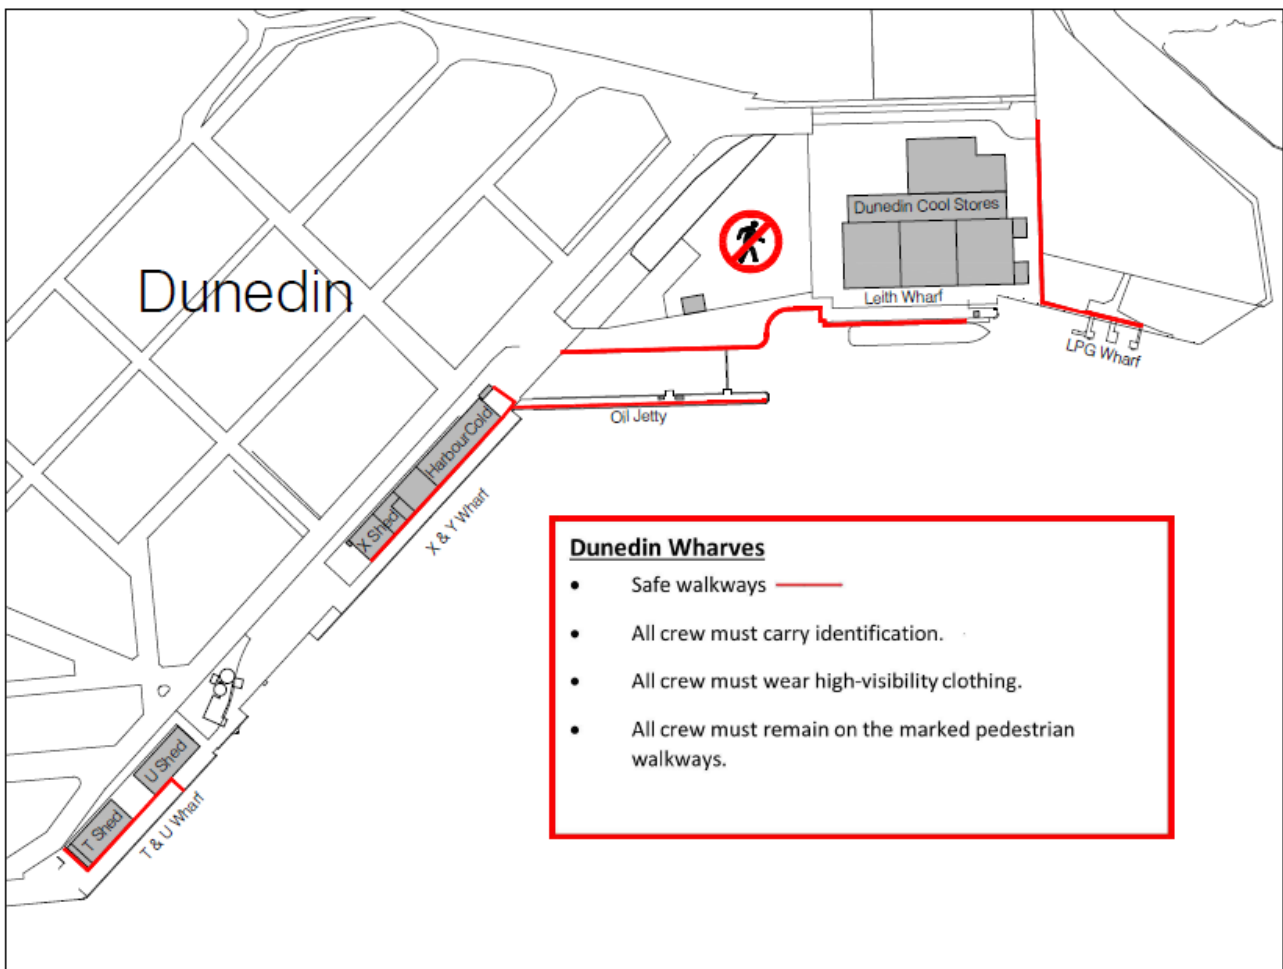 Dunedin Cool Stores
Dunedin
Leith Wharf
LPG Wharf
Oil Jetty
HarbourCold
X Shed
X & Y Wharf
Dunedin Wharves
• Safe walkways
• All crew must carry identification.
• All crew must wear high-visibility clothing.
• All crew must remain on the marked pedestrian
walkways.
U Shed
T Shed
T & U Wharf